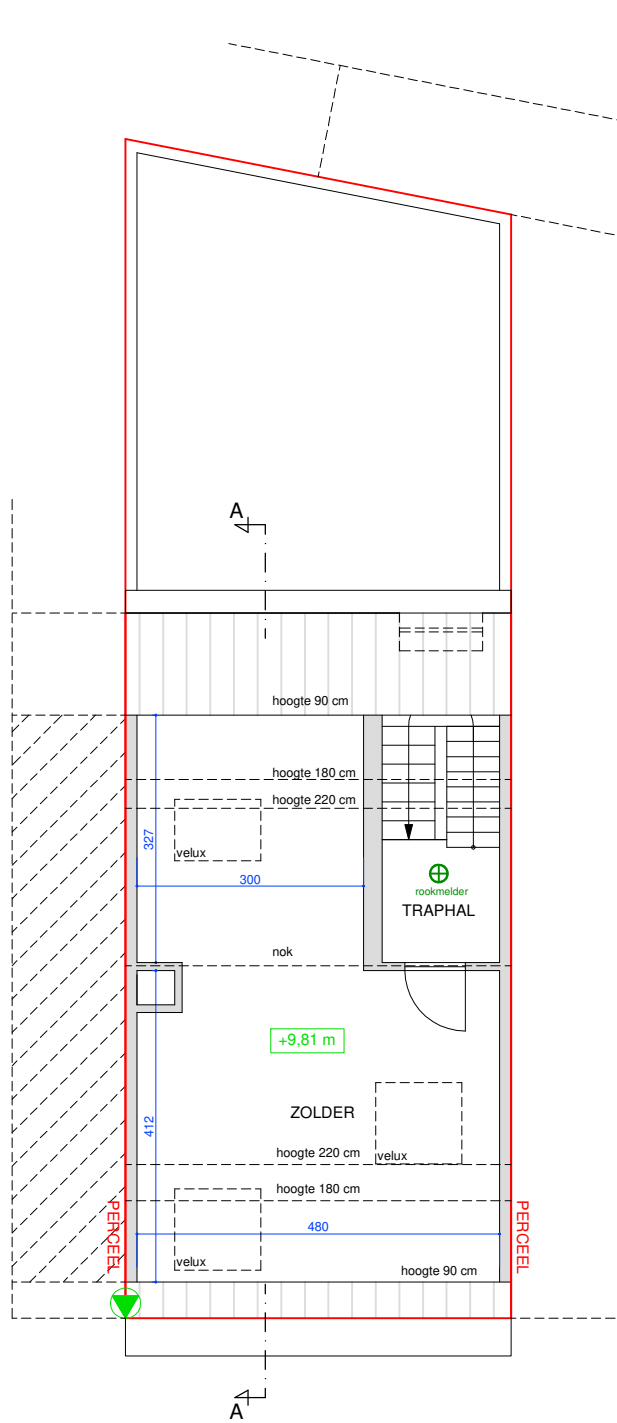 A
hoogte 90 cm
hoogte 180 cm
hoogte 220 cm
velux
327
300
rookmelder
TRAPHAL
nok
+9,81 m
ZOLDER
412
hoogte 220 cm
velux
hoogte 180 cm
PERCEEL
PERCEEL
480
velux
hoogte 90 cm
A